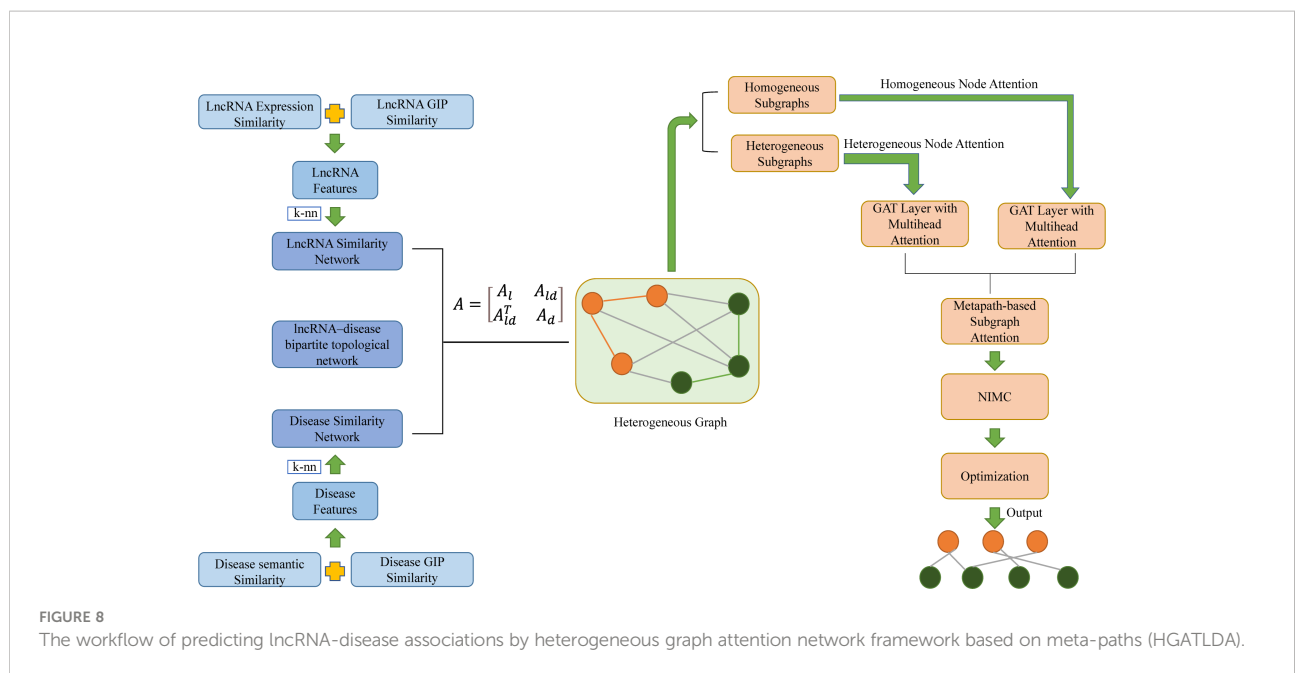 LncRNA Expression
Similarity
LncRNA GIP
Similarity
LncRNA
Features
k-nn
LncRNA Similarity
Network
lncRNA–disease
bipartite topological
network
Disease Similarity
Network
k-nn
Disease
Features
Disease semantic
Similarity
Disease GIP
Similarity
A = [A_l A_ld
A_ld^T A_d]
Heterogeneous Graph
Homogeneous
Subgraphs
Homogeneous Node Attention
Heterogeneous
Subgraphs
Heterogeneous Node Attention
GAT Layer with
Multihead
Attention
GAT Layer with
Multihead
Attention
Metapath-based
Subgraph
Attention
NIMC
Optimization
Output
FIGURE 8
The workflow of predicting lncRNA-disease associations by heterogeneous graph attention network framework based on meta-paths (HGATLDA).